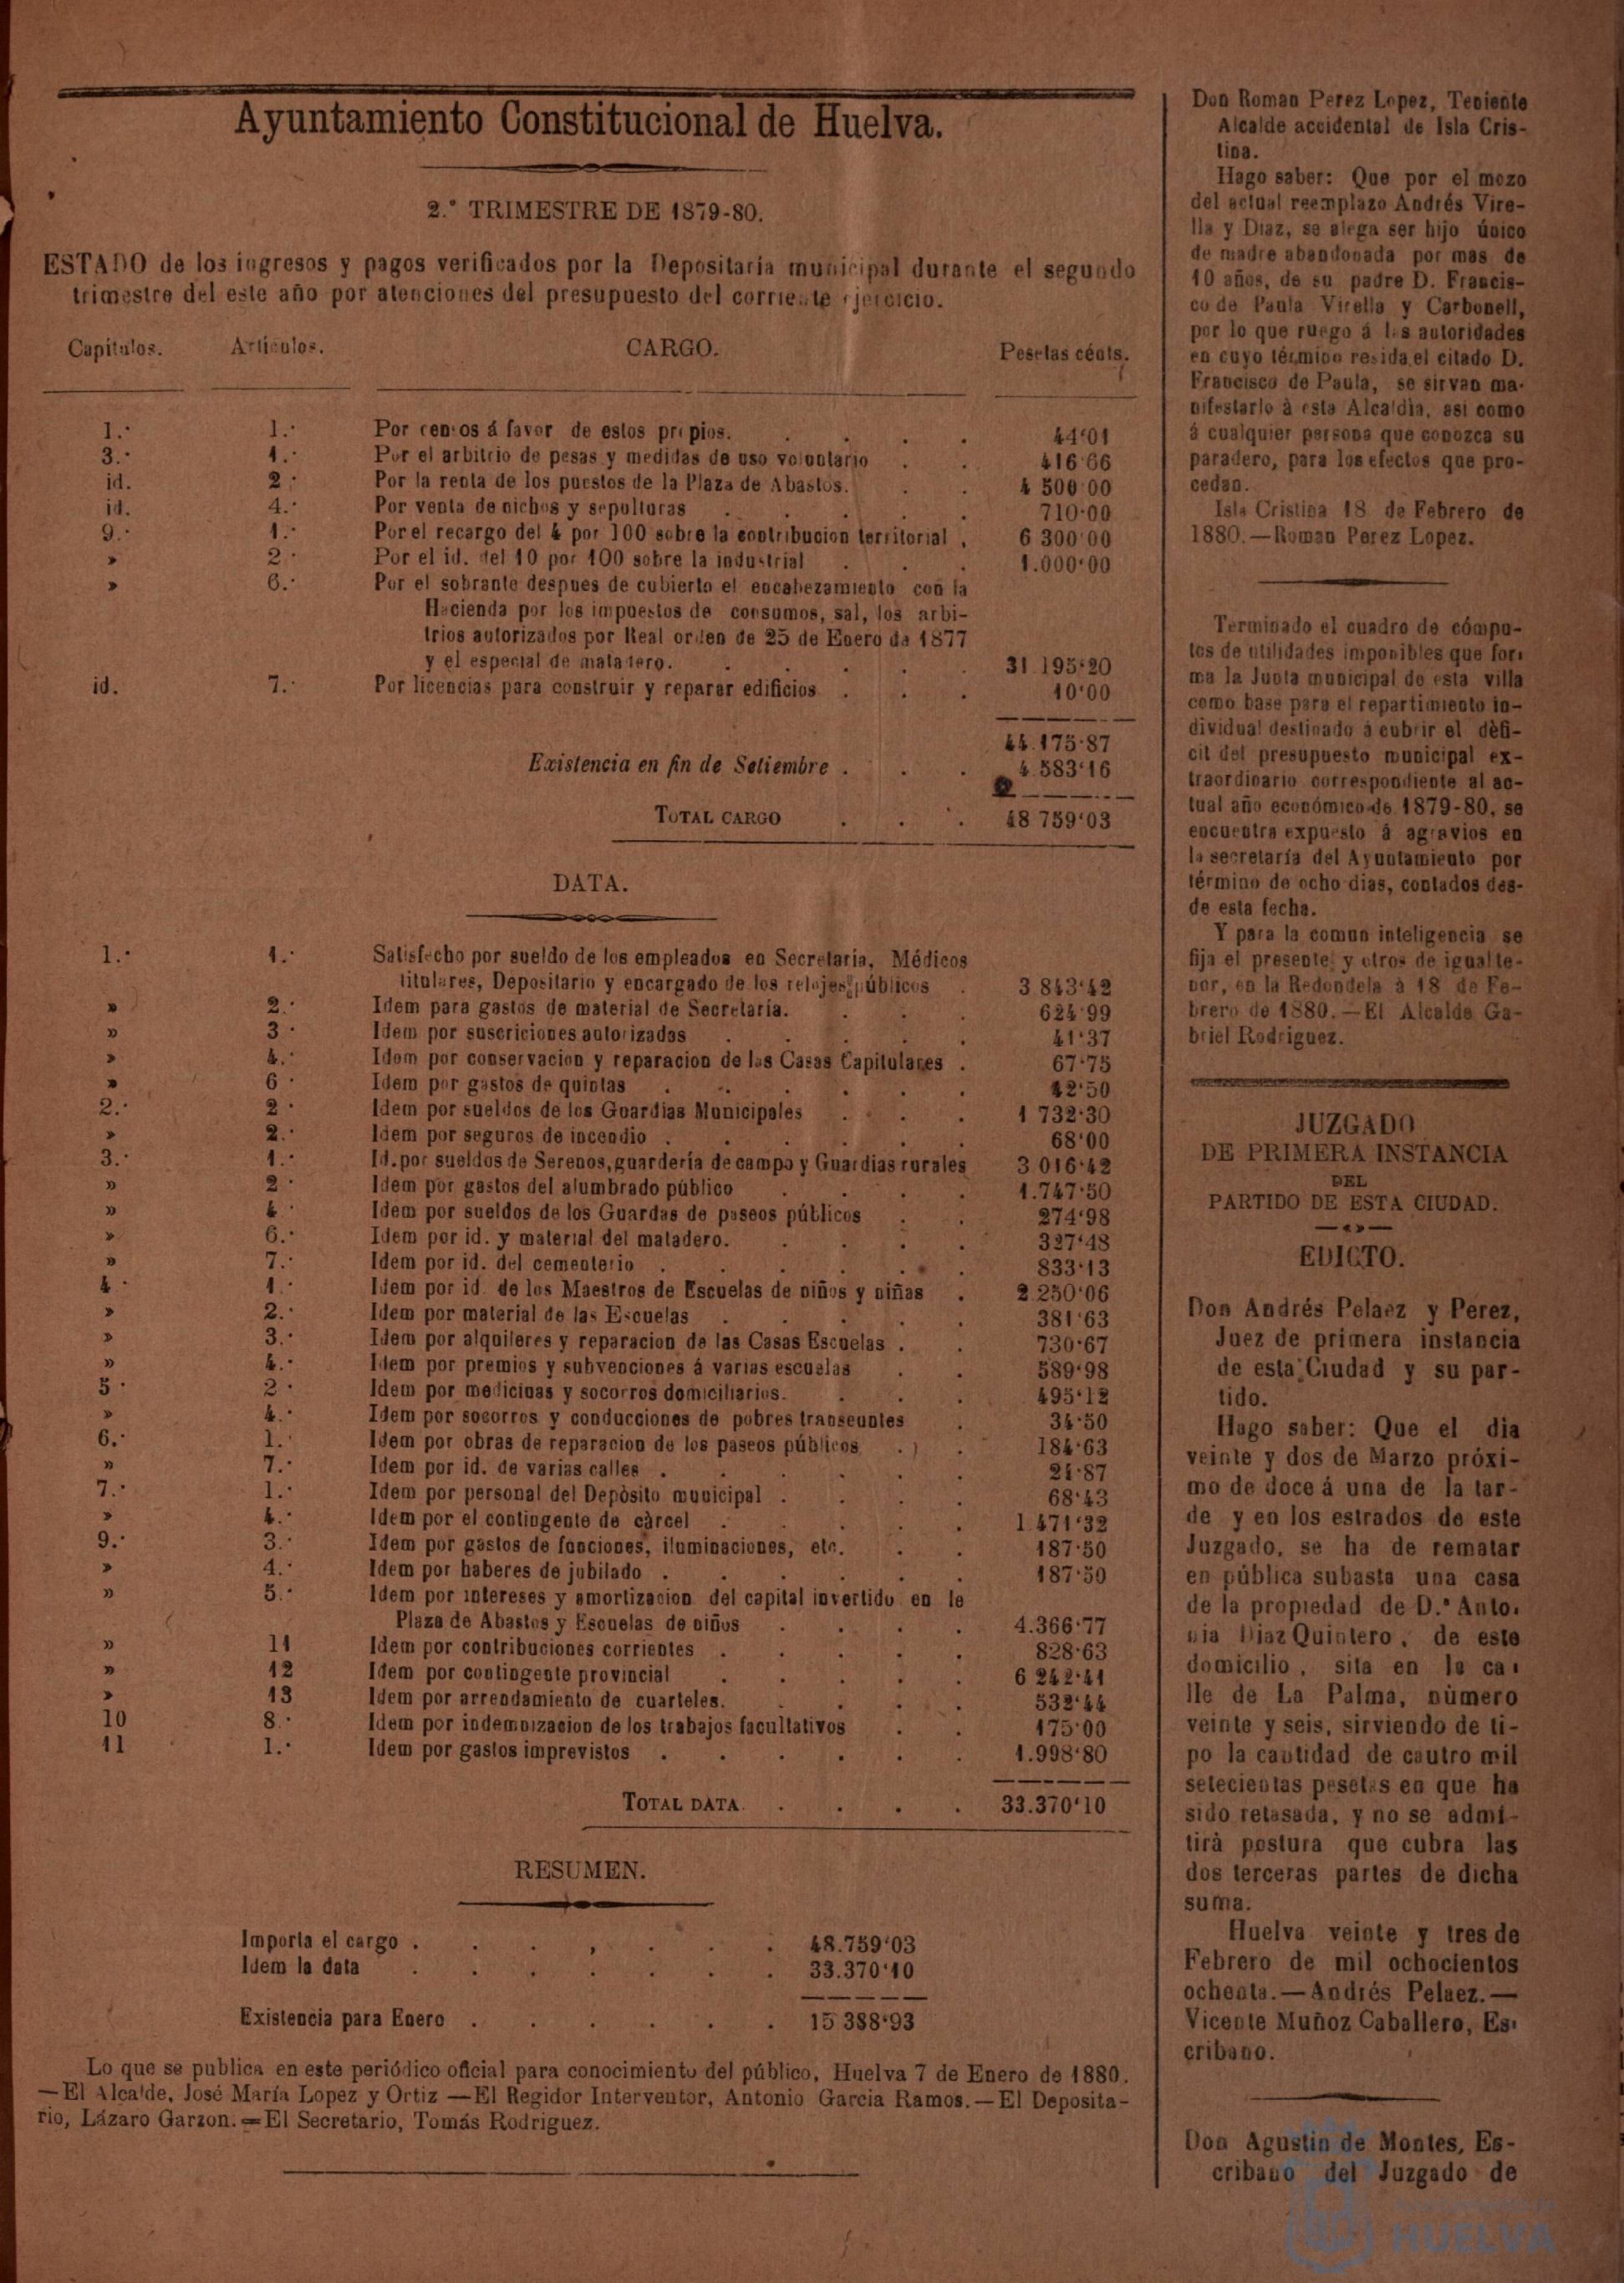 Ayuntamiento Constitucional de Huelva.
2.° TRIMESTRE DE 1879-80.
ESTADO de los ingresos y pagos verificados por la Depositaría municipal durante el segundo
trimestre del este año por atenciones del presupuesto del corriente ejercicio.
Capitulos. Artículos. CARGO. Pesetas cénts.
1.° 1.° Por censos á favor de estos propios. 44'01
3.° 1.° Por el arbitrio de pesas y medidas de uso voluntario 416'66
id. 2.° Por la renta de los puestos de la Plaza de Abastos. 4 500'00
id. 4.° Por venta de nichos y sepulturas 710'00
9.° 1.° Por el recargo del 4 por 100 sobre la contribucion territorial 6 300'00
» 2.° Por el id. del 10 por 100 sobre la industrial 1.000'00
» 6.° Por el sobrante despues de cubierto el encabezamiento con la
Hacienda por los impuestos de consumos, sal, los arbi-
trios autorizados por Real orden de 25 de Enero da 1877
y el especial de matadero. 31 195'20
id. 7.° Por licencias para construir y reparar edificios 10'00
44.175'87
Existencia en fin de Setiembre 4.583'16
TOTAL CARGO 48 759'03
DATA.
1.° 1.° Satisfecho por sueldo de los empleados en Secretaria, Médicos
titulares, Depositario y encargado de los relojes públicos 3 843'42
» 2.° Idem para gastos de material de Secretaría. 624'99
» 3.° Idem por suscriciones autorizadas 41'37
» 4.° Idem por conservacion y reparacion de las Casas Capitulares 67'75
» 6.° Idem por gastos de quintas 42'50
2.° 2.° Idem por sueldos de los Guardias Municipales 1 732'30
» 2.° Idem por seguros de incendio 68'00
3.° 1.° Id. por sueldos de Serenos, guardería de campo y Guardias rurales 3 016'42
» 2.° Idem por gastos del alumbrado público 1.747'50
» 4.° Idem por sueldos de los Guardas de paseos públicos 274'98
» 6.° Idem por id. y material del matadero. 327'48
» 7.° Idem por id. del cementerio 833'13
4.° 1.° Idem por id. de los Maestros de Escuelas de niños y niñas 2 250'06
» 2.° Idem por material de las Escuelas 381'63
» 3.° Idem por alquileres y reparacion de las Casas Escuelas 730'67
» 4.° Idem por premios y subvenciones á varias escuelas 589'98
5.° 2.° Idem por medicinas y socorros domiciliarios. 495'12
» 4.° Idem por socorros y conducciones de pobres transeuntes 34'50
6.° 1.° Idem por obras de reparacion de los paseos públicos 184'63
» 7.° Idem por id. de varias calles 24'87
7.° 1.° Idem por personal del Depósito municipal 68'43
» 4.° Idem por el contingente de cárcel 1 471'32
9.° 3.° Idem por gastos de fonciones, iluminaciones, etc. 187'50
» 4.° Idem por haberes de jubilado 187'50
» 5.° Idem por intereses y amortizacion del capital invertido en le
Plaza de Abastos y Escuelas de niños 4.366'77
» 11 Idem por contribuciones corrientes 828'63
» 12 Idem por contingente provincial 6 242'41
» 13 Idem por arrendamiento de cuarteles. 532'44
10 8.° Idem por indemnizacion de los trabajos facultativos 175'00
11 1.° Idem por gastos imprevistos 1.998'80
TOTAL DATA. 33.370'10
RESUMEN.
Importa el cargo 48.759'03
Idem la data 33.370'10
Existencia para Enero 15 388'93
Lo que se publica en este periódico oficial para conocimiento del público, Huelva 7 de Enero de 1880.
—El Alcalde, José María Lopez y Ortiz —El Regidor Interventor, Antonio Garcia Ramos.—El Deposita-
rio, Lázaro Garzon.=El Secretario, Tomás Rodriguez.
Don Roman Perez Lopez, Teniente
Alcalde accidental de Isla Cris-
tina.
Hago saber: Que por el mozo
del actual reemplazo Andrés Vire-
lla y Diaz, se alega ser hijo único
de madre abandonada por mas de
10 años, de su padre D. Francis-
co de Paula Virella y Carbonell,
por lo que ruego á las autoridades
en cuyo término resida el citado D.
Francisco de Paula, se sirvan ma-
nifestarlo à esta Alcaldia, asi como
á cualquier persona que conozca su
paradero, para los efectos que pro-
cedan.
Isla Cristina 18 de Febrero de
1880.—Roman Perez Lopez.
Terminado el cuadro de cómpu-
tos de utilidades imponibles que for-
ma la Junta municipal de esta villa
como base para el repartimiento in-
dividual destinado á cubrir el défi-
cit del presupuesto municipal ex-
traordinario correspondiente al ac-
tual año económico de 1879-80, se
encuentra expuesto á agravios en
la secretaría del Ayuntamiento por
término de ocho dias, contados des-
de esta fecha.
Y para la comun inteligencia se
fija el presente y otros de igual te-
nor, en la Redondela à 18 de Fe-
brero de 1880.—El Alcalde Ga-
briel Rodriguez.
JUZGADO
DE PRIMERA INSTANCIA
DEL
PARTIDO DE ESTA CIUDAD.
EDICTO.
Don Andrés Pelaez y Perez,
Juez de primera instancia
de esta Ciudad y su par-
tido.
Hago saber: Que el dia
veinte y dos de Marzo próxi-
mo de doce á una de la tar-
de y en los estrados de este
Juzgado, se ha de rematar
en pública subasta una casa
de la propiedad de D.ª Anto-
nia Diaz Quintero, de este
domicilio, sita en la ca-
lle de La Palma, número
veinte y seis, sirviendo de ti-
po la cantidad de cautro mil
setecientas pesetas en que ha
sido retasada, y no se admi-
tirà postura que cubra las
dos terceras partes de dicha
suma.
Huelva veinte y tres de
Febrero de mil ochocientos
ochenta.—Andrés Pelaez.—
Vicente Muñoz Caballero, Es-
cribano.
Don Agustin de Montes, Es-
cribano del Juzgado de
HUELVA